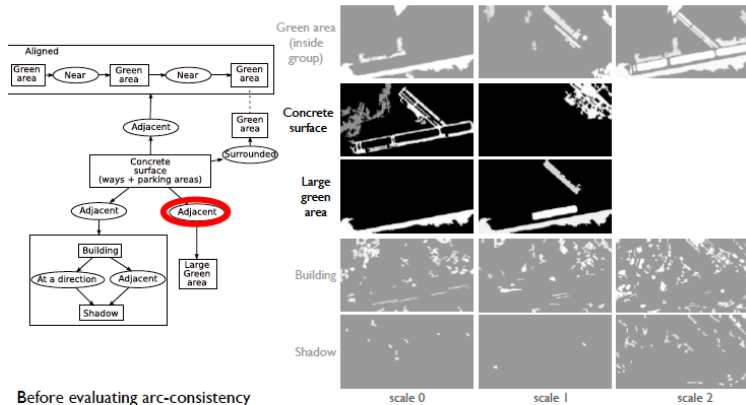 Aligned
Green area
Near
Green area
Near
Green area
Adjacent
Green area
Concrete surface (ways + parking areas)
Surrounded
Adjacent
Adjacent
Building
At a direction
Adjacent
Shadow
Large Green area
Before evaluating arc-consistency
Green area
(inside
group)
Concrete
surface
Large
green
area
Building
Shadow
scale 0
scale 1
scale 2